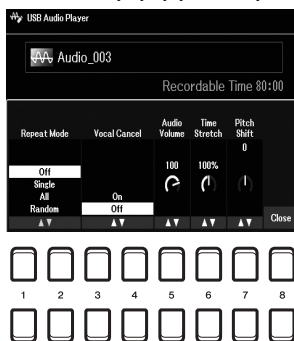 USB Audio Player
Audio_003
Recordable Time 80:00
Repeat Mode
Off
Single
All
Random
Vocal Cancel
On
Off
Audio
Volume
100
Time
Stretch
100%
Pitch
Shift
0
Close
1 2 3 4 5 6 7 8